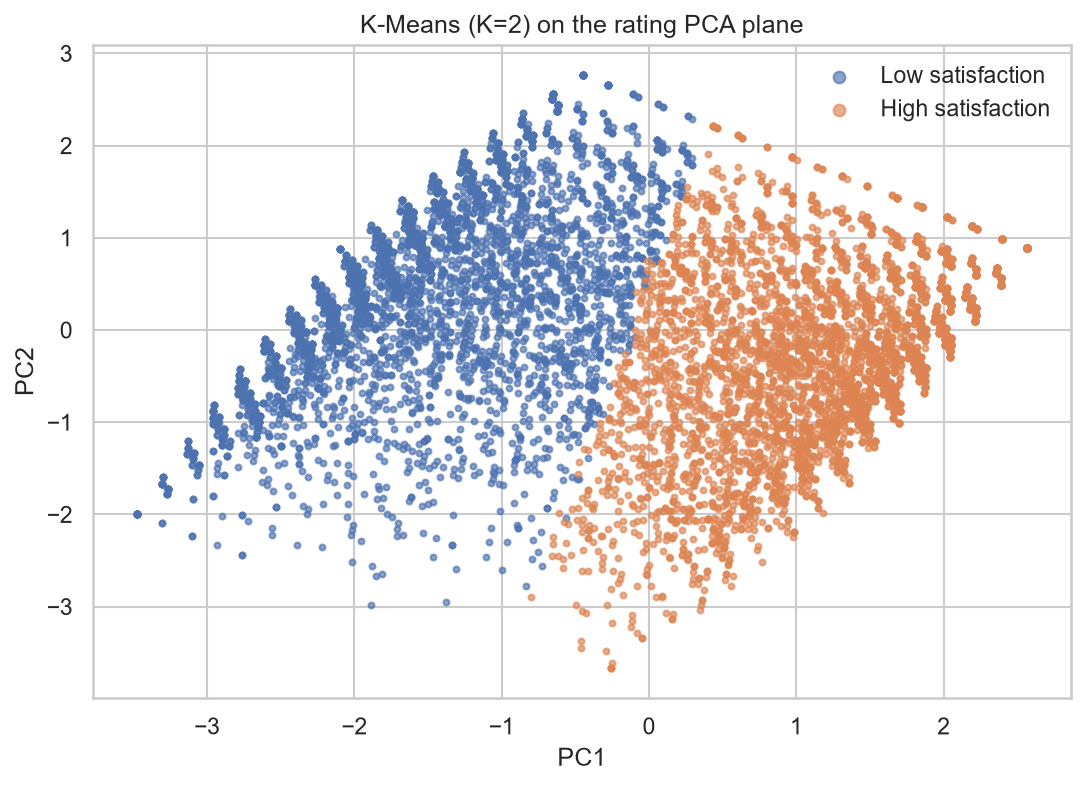 K-Means (K=2) on the rating PCA plane
Low satisfaction
High satisfaction
3
2
1
0
−1
−2
−3
PC2
−3
−2
−1
0
1
2
PC1